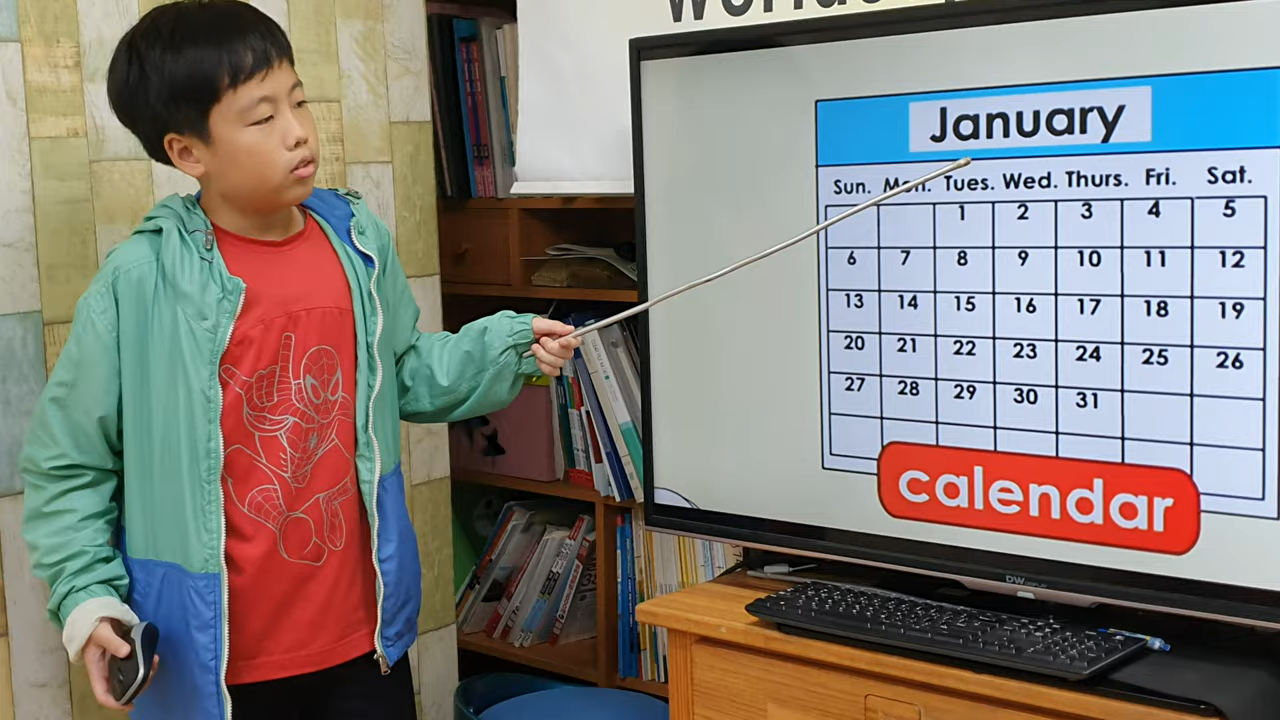 January
Sun. Mon. Tues. Wed. Thurs. Fri. Sat.
1 2 3 4 5
6 7 8 9 10 11 12
13 14 15 16 17 18 19
20 21 22 23 24 25 26
27 28 29 30 31
calendar
DW DISPLAY